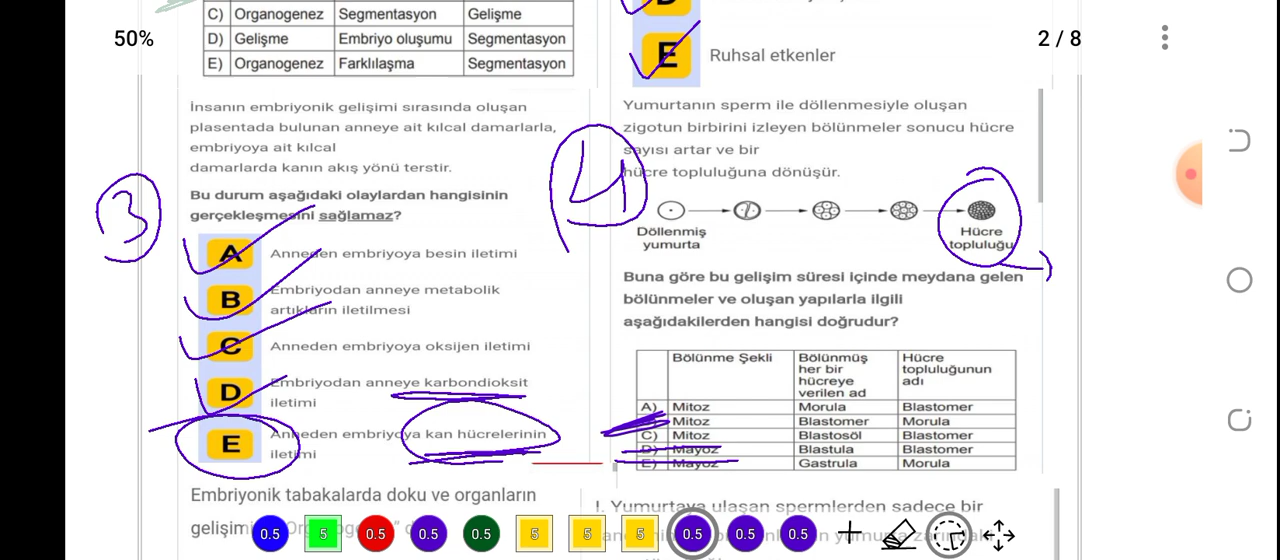 50%
2 / 8
C) Organogenez Segmentasyon Gelişme
D) Gelişme Embriyo oluşumu Segmentasyon
E) Organogenez Farklılaşma Segmentasyon
E Ruhsal etkenler
3
İnsanın embriyonik gelişimi sırasında oluşan
plasentada bulunan anneye ait kılcal damarlarla,
embriyoya ait kılcal
damarlarda kanın akış yönü terstir.
Bu durum aşağıdaki olaylardan hangisinin
gerçekleşmesini sağlamaz?
A Anneden embriyoya besin iletimi
B Embriyodan anneye metabolik
artıkların iletilmesi
C Anneden embriyoya oksijen iletimi
D Embriyodan anneye karbondioksit
iletimi
E Anneden embriyoya kan hücrelerinin
iletimi
Embriyonik tabakalarda doku ve organların
4
Yumurtanın sperm ile döllenmesiyle oluşan
zigotun birbirini izleyen bölünmeler sonucu hücre
sayısı artar ve bir
hücre topluluğuna dönüşür.
Döllenmiş
yumurta
Hücre
topluluğu
Buna göre bu gelişim süresi içinde meydana gelen
bölünmeler ve oluşan yapılarla ilgili
aşağıdakilerden hangisi doğrudur?
Bölünme Şekli Bölünmüş her bir hücreye verilen ad Hücre topluluğunun adı
A) Mitoz Morula Blastomer
Mitoz Blastomer Morula
C) Mitoz Blastosöl Blastomer
D) Mayoz Blastula Blastomer
E) Mayoz Gastrula Morula
I. Yumurtaya ulaşan spermlerden sadece bir
0.5 5 0.5 0.5 0.5 5 5 5 0.5 0.5 0.5